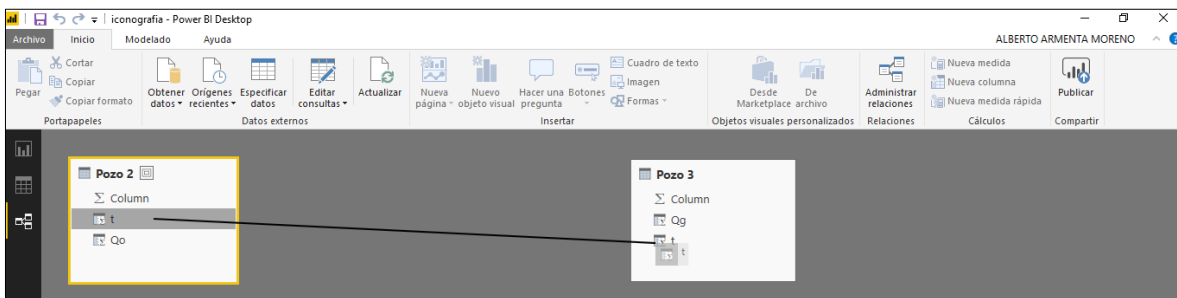 iconografia - Power BI Desktop
Archivo Inicio Modelado Ayuda ALBERTO ARMENTA MORENO
Pegar
Cortar
Copiar
Copiar formato
Portapapeles
Obtener datos
Orígenes recientes
Especificar datos
Editar consultas
Datos externos
Actualizar
Nueva página
Nuevo objeto visual
Hacer una pregunta
Botones
Cuadro de texto
Imagen
Formas
Insertar
Desde Marketplace
De archivo
Objetos visuales personalizados
Administrar relaciones
Relaciones
Nueva medida
Nueva columna
Nueva medida rápida
Cálculos
Publicar
Compartir
Pozo 2
Column
t
Qo
Pozo 3
Column
Qg
t
t